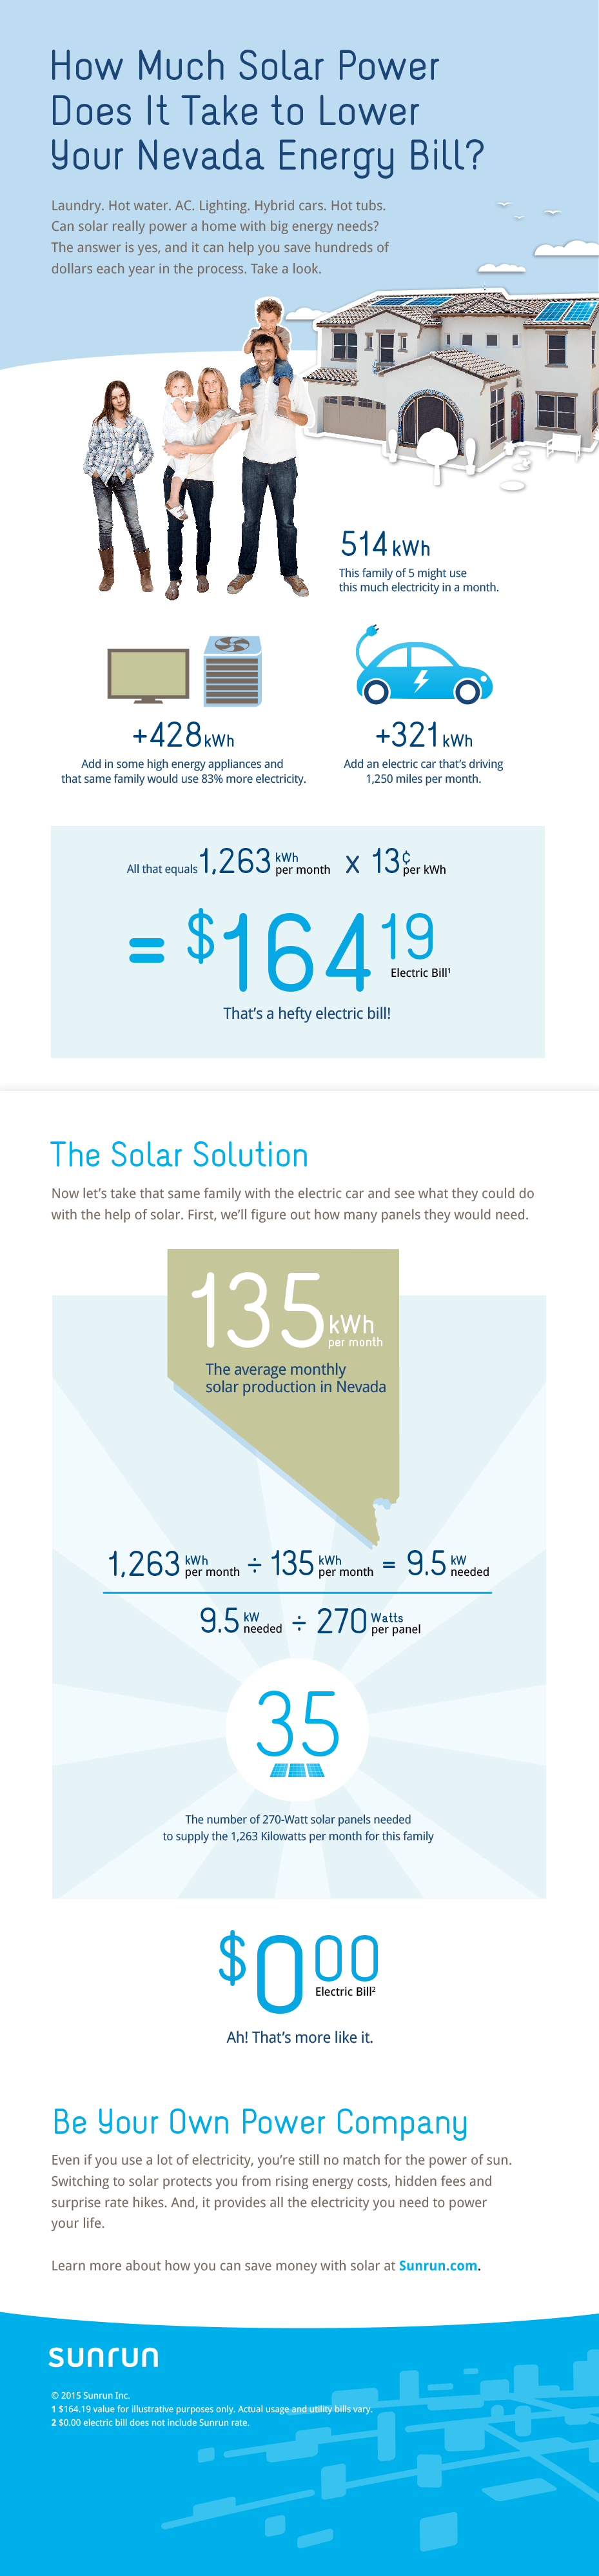 How Much Solar Power
Does It Take to Lower
Your Nevada Energy Bill?
Laundry. Hot water. AC. Lighting. Hybrid cars. Hot tubs.
Can solar really power a home with big energy needs?
The answer is yes, and it can help you save hundreds of
dollars each year in the process. Take a look.
514 kWh
This family of 5 might use
this much electricity in a month.
+428 kWh
Add in some high energy appliances and
that same family would use 83% more electricity.
+321 kWh
Add an electric car that's driving
1,250 miles per month.
All that equals 1,263 kWh per month x 13¢ per kWh
= $164 19
Electric Bill¹
That's a hefty electric bill!
The Solar Solution
Now let's take that same family with the electric car and see what they could do
with the help of solar. First, we'll figure out how many panels they would need.
135 kWh
per month
The average monthly
solar production in Nevada
1,263 kWh per month ÷ 135 kWh per month = 9.5 kW needed
9.5 kW needed ÷ 270 Watts per panel
35
The number of 270-Watt solar panels needed
to supply the 1,263 Kilowatts per month for this family
$0 00
Electric Bill²
Ah! That's more like it.
Be Your Own Power Company
Even if you use a lot of electricity, you're still no match for the power of sun.
Switching to solar protects you from rising energy costs, hidden fees and
surprise rate hikes. And, it provides all the electricity you need to power
your life.
Learn more about how you can save money with solar at Sunrun.com.
sunrun
© 2015 Sunrun Inc.
1 $164.19 value for illustrative purposes only. Actual usage and utility bills vary.
2 $0.00 electric bill does not include Sunrun rate.